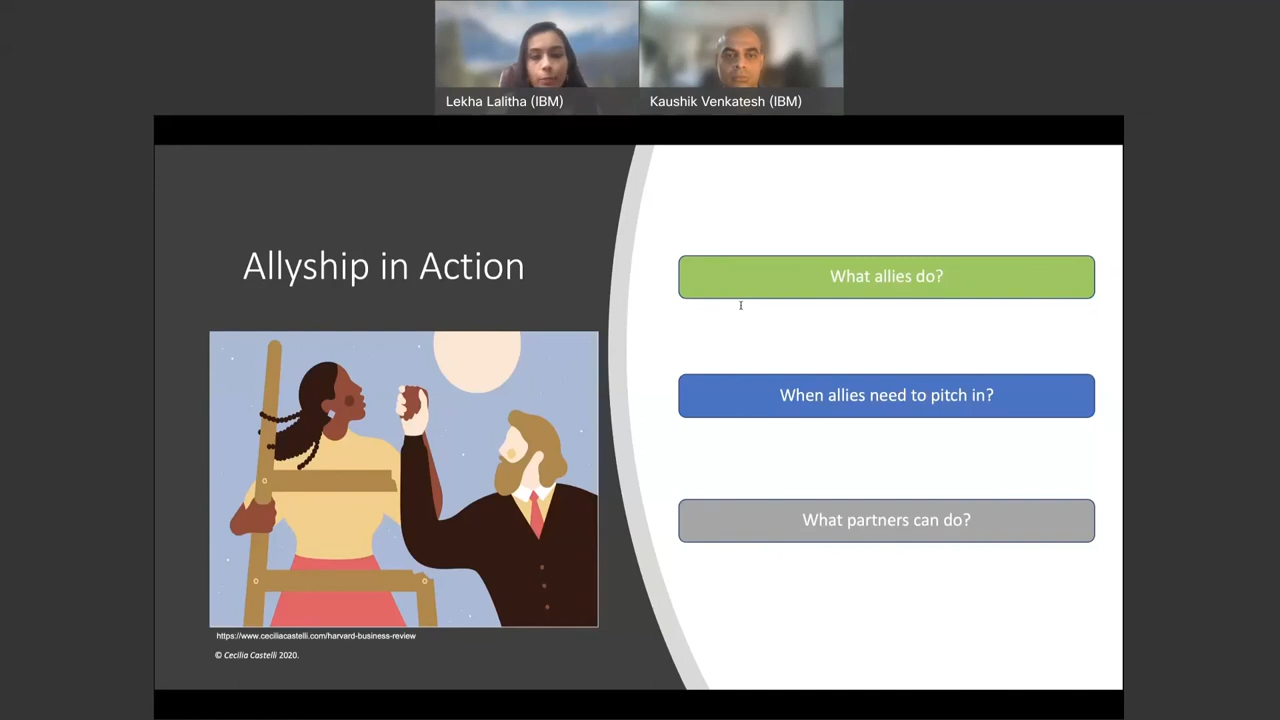 Lekha Lalitha (IBM)
Kaushik Venkatesh (IBM)
Allyship in Action
What allies do?
When allies need to pitch in?
What partners can do?
https://www.ceciliacastelli.com/harvard-business-review
© Cecilia Castelli 2020.